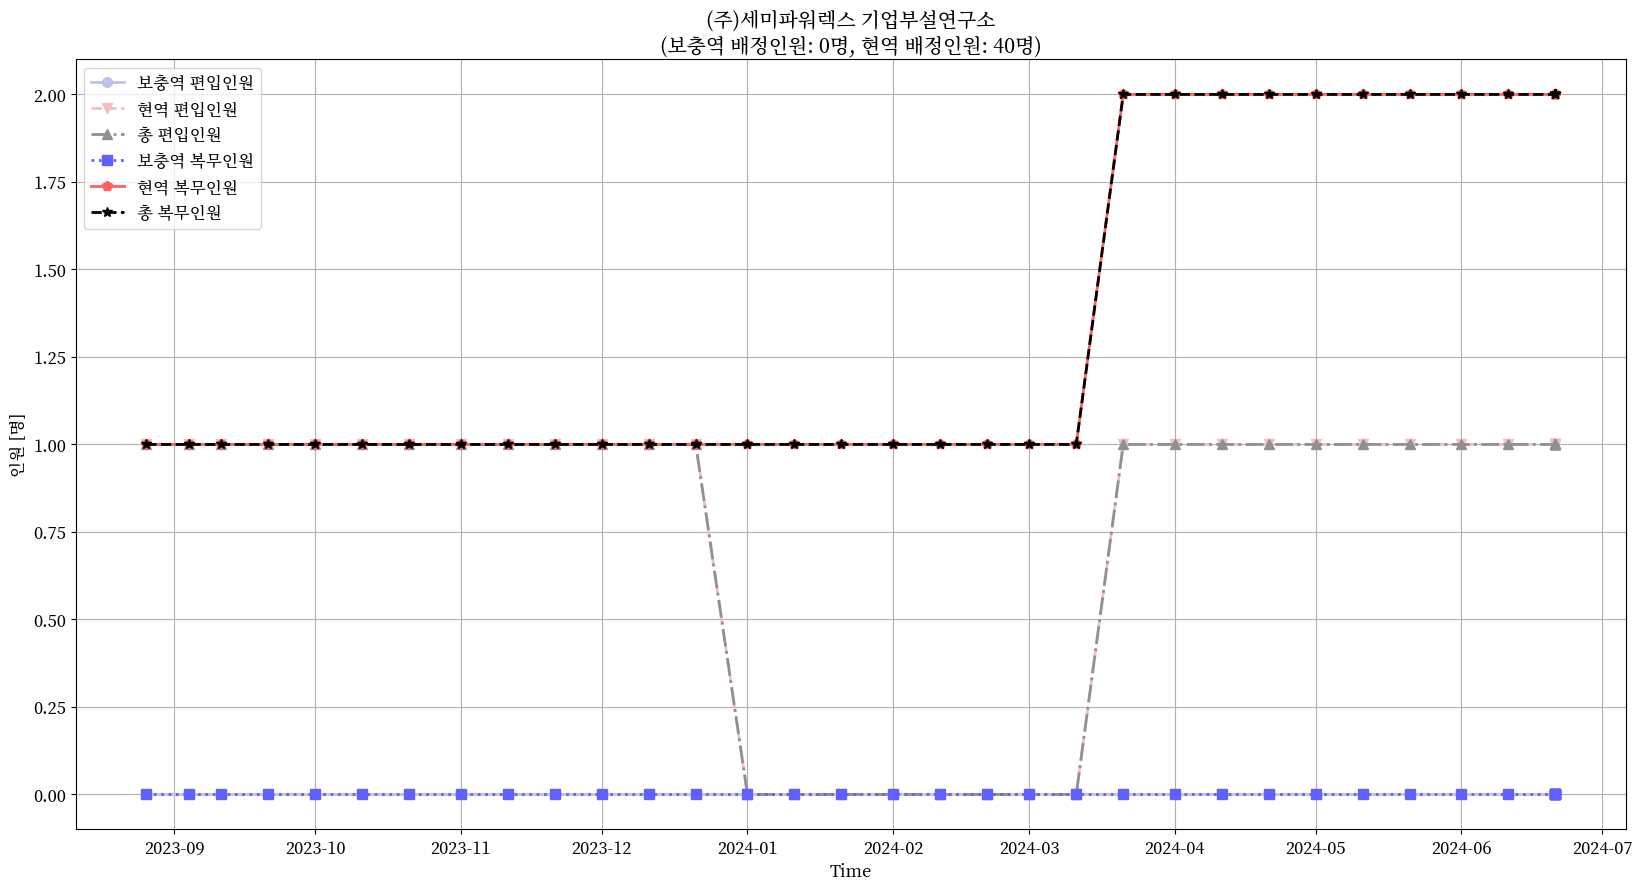 (주)세미파워렉스 기업부설연구소
(보충역 배정인원: 0명, 현역 배정인원: 40명)
보충역 편입인원
현역 편입인원
총 편입인원
보충역 복무인원
현역 복무인원
총 복무인원
2.00
1.75
1.50
1.25
1.00
0.75
0.50
0.25
0.00
인원 [명]
2023-09 2023-10 2023-11 2023-12 2024-01 2024-02 2024-03 2024-04 2024-05 2024-06 2024-07
Time